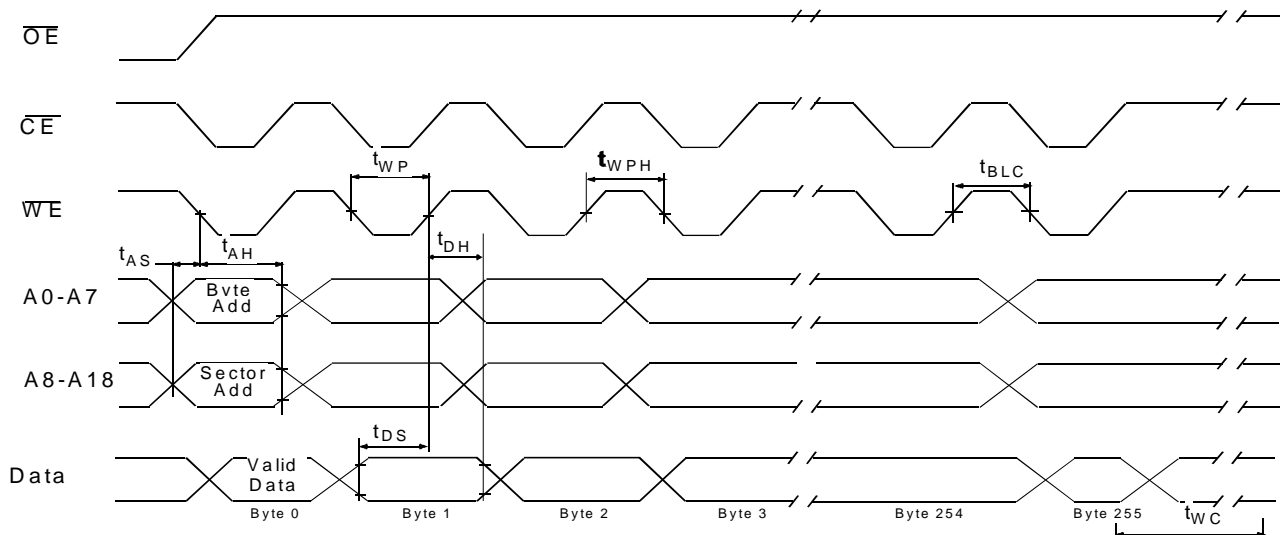 OE
CE
tWP
tWPH
tBLC
WE
tDH
tAS
tAH
A0-A7
Byte
Add
A8-A18
Sector
Add
tDS
Data
Valid
Data
Byte 0
Byte 1
Byte 2
Byte 3
Byte 254
Byte 255
tWC